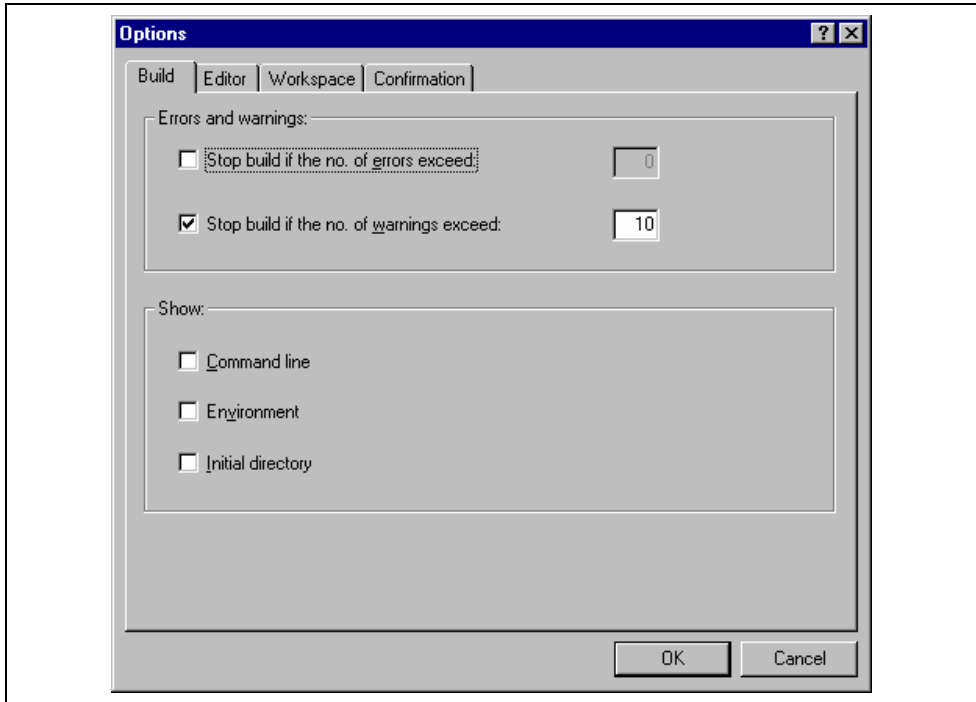 Options
Build Editor Workspace Confirmation
Errors and warnings:
Stop build if the no. of errors exceed: 0
Stop build if the no. of warnings exceed: 10
Show:
Command line
Environment
Initial directory
OK Cancel